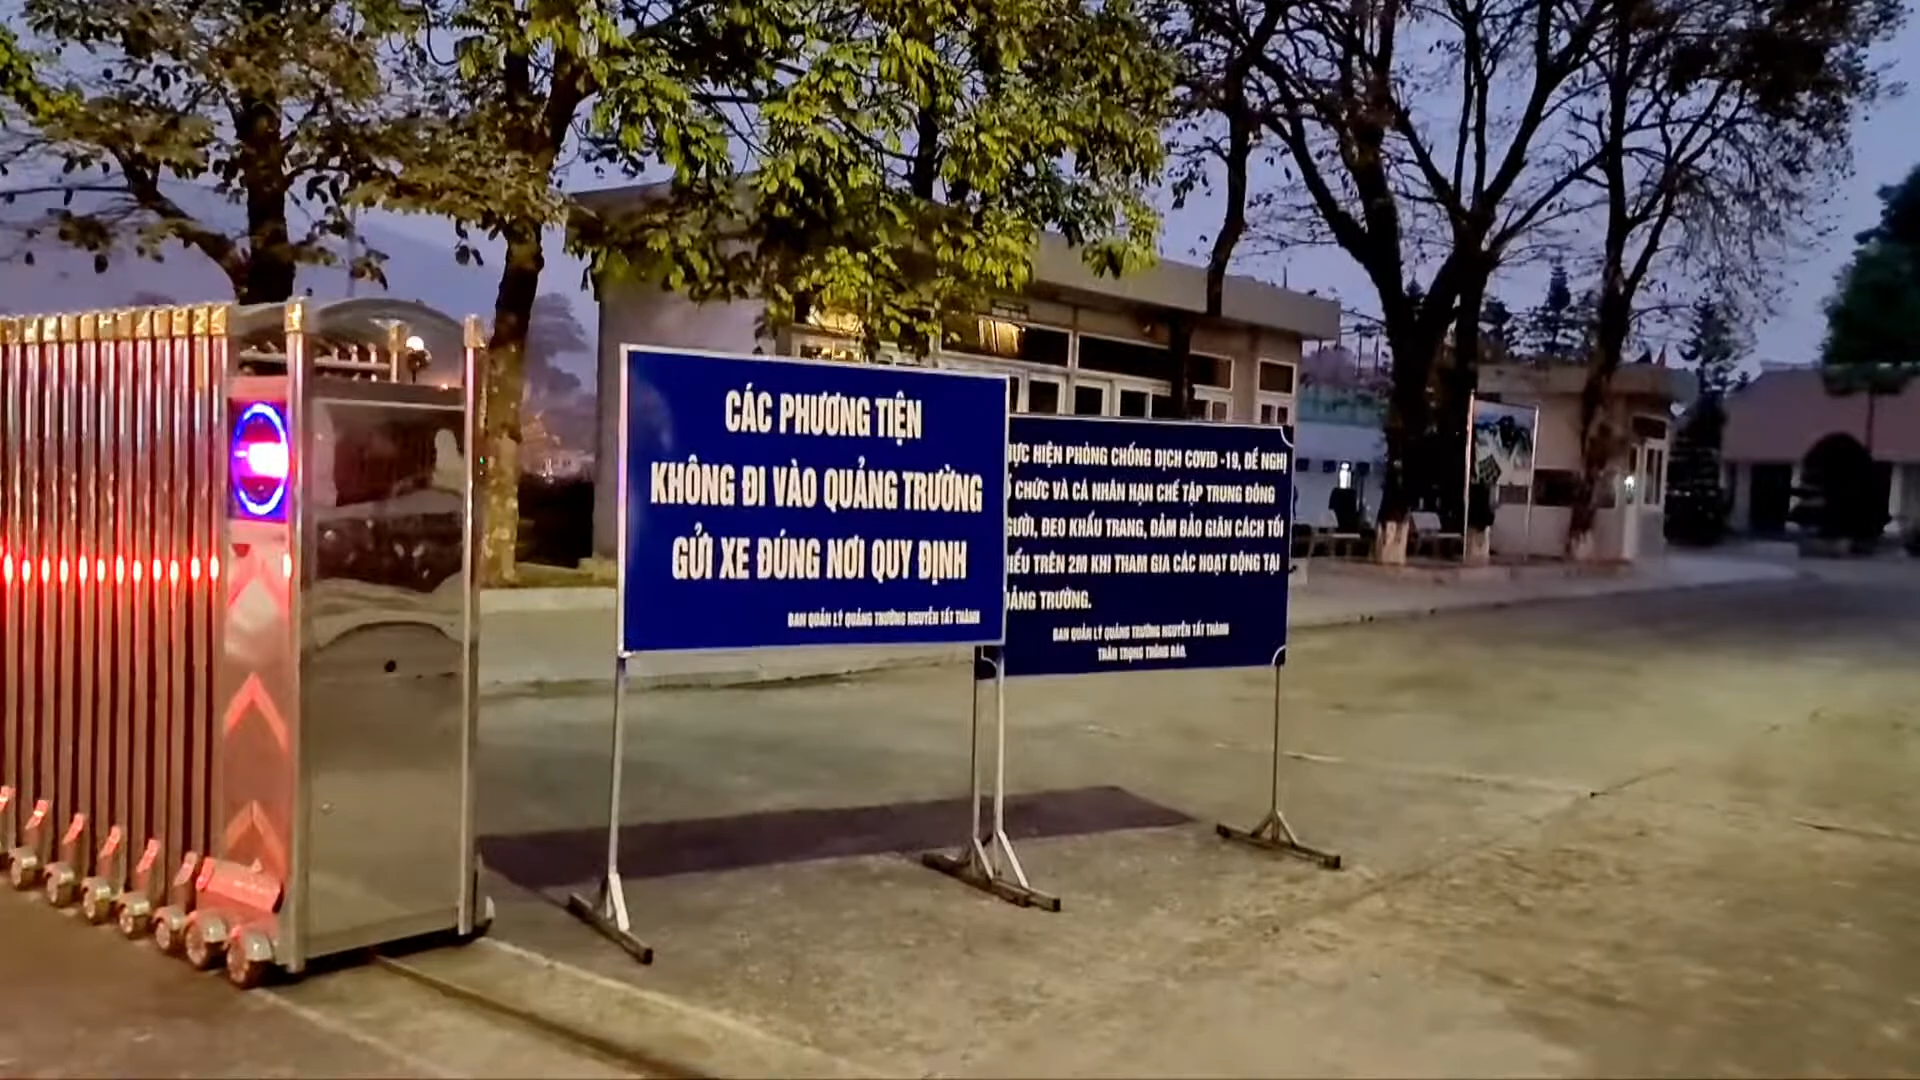 CÁC PHƯƠNG TIỆN
KHÔNG ĐI VÀO QUẢNG TRƯỜNG
GỬI XE ĐÚNG NƠI QUY ĐỊNH
BAN QUẢN LÝ QUẢNG TRƯỜNG NGUYỄN TẤT THÀNH
HIỆN PHÒNG CHỐNG DỊCH COVID -19, ĐỀ NGHỊ
CHỨC VÀ CÁ NHÂN HẠN CHẾ TẬP TRUNG ĐÔNG
ĐEO KHẨU TRANG, ĐẢM BẢO GIÃN CÁCH TỐI
TRÊN 2M KHI THAM GIA CÁC HOẠT ĐỘNG TẠI
TRƯỜNG.
BAN QUẢN LÝ QUẢNG TRƯỜNG NGUYỄN TẤT THÀNH
TRÂN TRỌNG THÔNG BÁO.